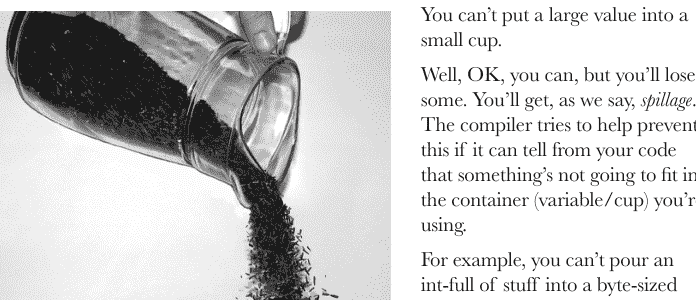 You can't put a large value into a
small cup.
Well, OK, you can, but you'll lose
some. You'll get, as we say, spillage.
The compiler tries to help prevent
this if it can tell from your code
that something's not going to fit in
the container (variable/cup) you'r
using.
For example, you can't pour an
int-full of stuff into a byte-sized